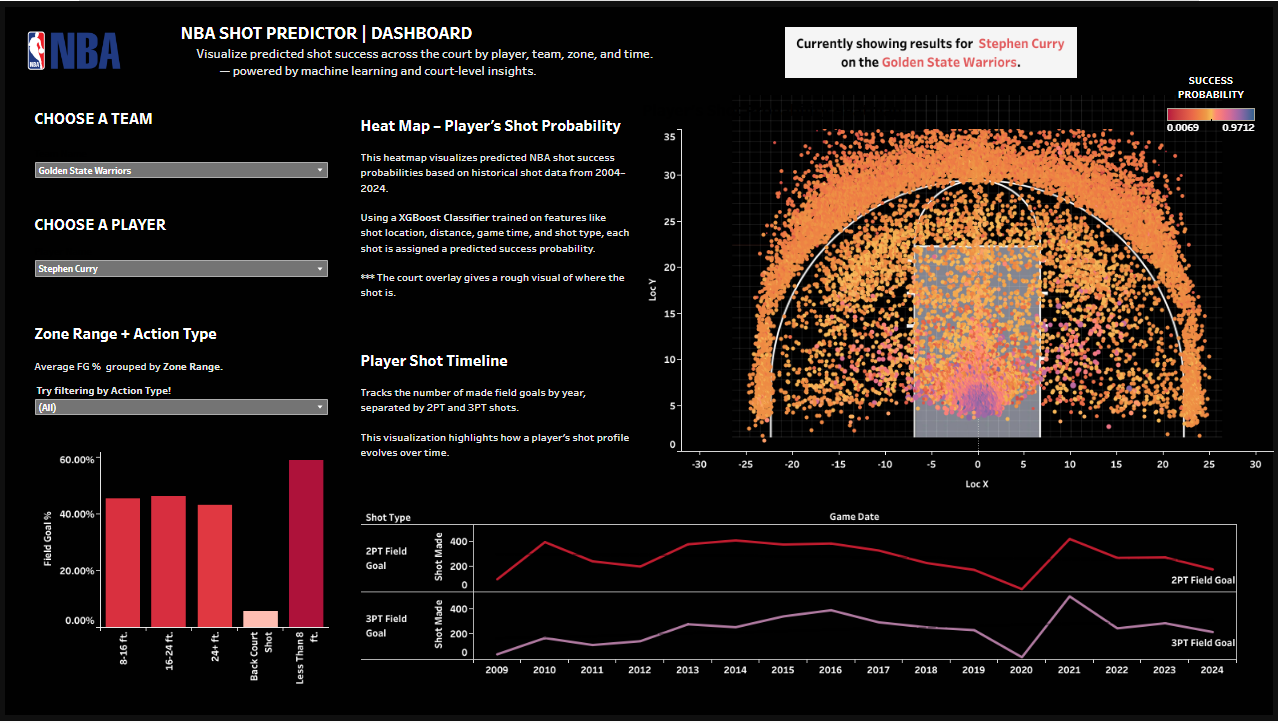 NBA
NBA
NBA SHOT PREDICTOR | DASHBOARD
Visualize predicted shot success across the court by player, team, zone, and time.
— powered by machine learning and court-level insights.
Currently showing results for Stephen Curry
on the Golden State Warriors.
SUCCESS
PROBABILITY
0.0069 0.9712
CHOOSE A TEAM
Golden State Warriors
CHOOSE A PLAYER
Stephen Curry
Zone Range + Action Type
Average FG % grouped by Zone Range.
Try filtering by Action Type!
(All)
Heat Map – Player’s Shot Probability
This heatmap visualizes predicted NBA shot success
probabilities based on historical shot data from 2004–
2024.
Using a XGBoost Classifier trained on features like
shot location, distance, game time, and shot type, each
shot is assigned a predicted success probability.
*** The court overlay gives a rough visual of where the
shot is.
Player Shot Timeline
Tracks the number of made field goals by year,
separated by 2PT and 3PT shots.
This visualization highlights how a player’s shot profile
evolves over time.
Loc Y
35
30
25
20
15
10
5
0
-30 -25 -20 -15 -10 -5 0 5 10 15 20 25 30
Loc X
Field Goal %
60.00%
40.00%
20.00%
0.00%
8-16 ft.
16-24 ft.
24+ ft.
Back Court
Shot
Less Than 8
ft.
Shot Type
Game Date
2PT Field
Goal
Shot Made
400
200
0
2PT Field Goal
3PT Field
Goal
Shot Made
400
200
0
3PT Field Goal
2009 2010 2011 2012 2013 2014 2015 2016 2017 2018 2019 2020 2021 2022 2023 2024